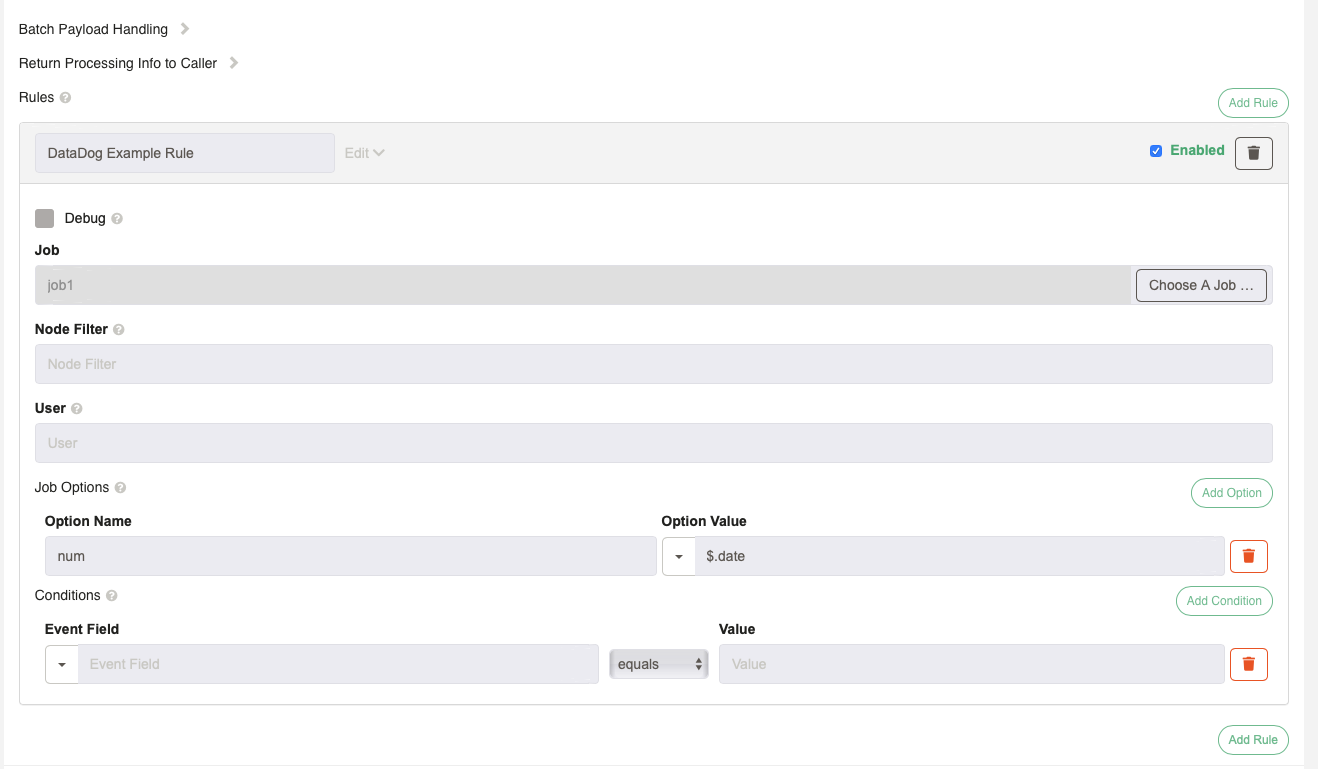 Batch Payload Handling
Return Processing Info to Caller
Rules ?
Add Rule
DataDog Example Rule Edit Enabled
Debug ?
Job
job1 Choose A Job ...
Node Filter ?
Node Filter
User ?
User
Job Options ?
Add Option
Option Name Option Value
num $.date
Conditions ?
Add Condition
Event Field Value
Event Field equals Value
Add Rule